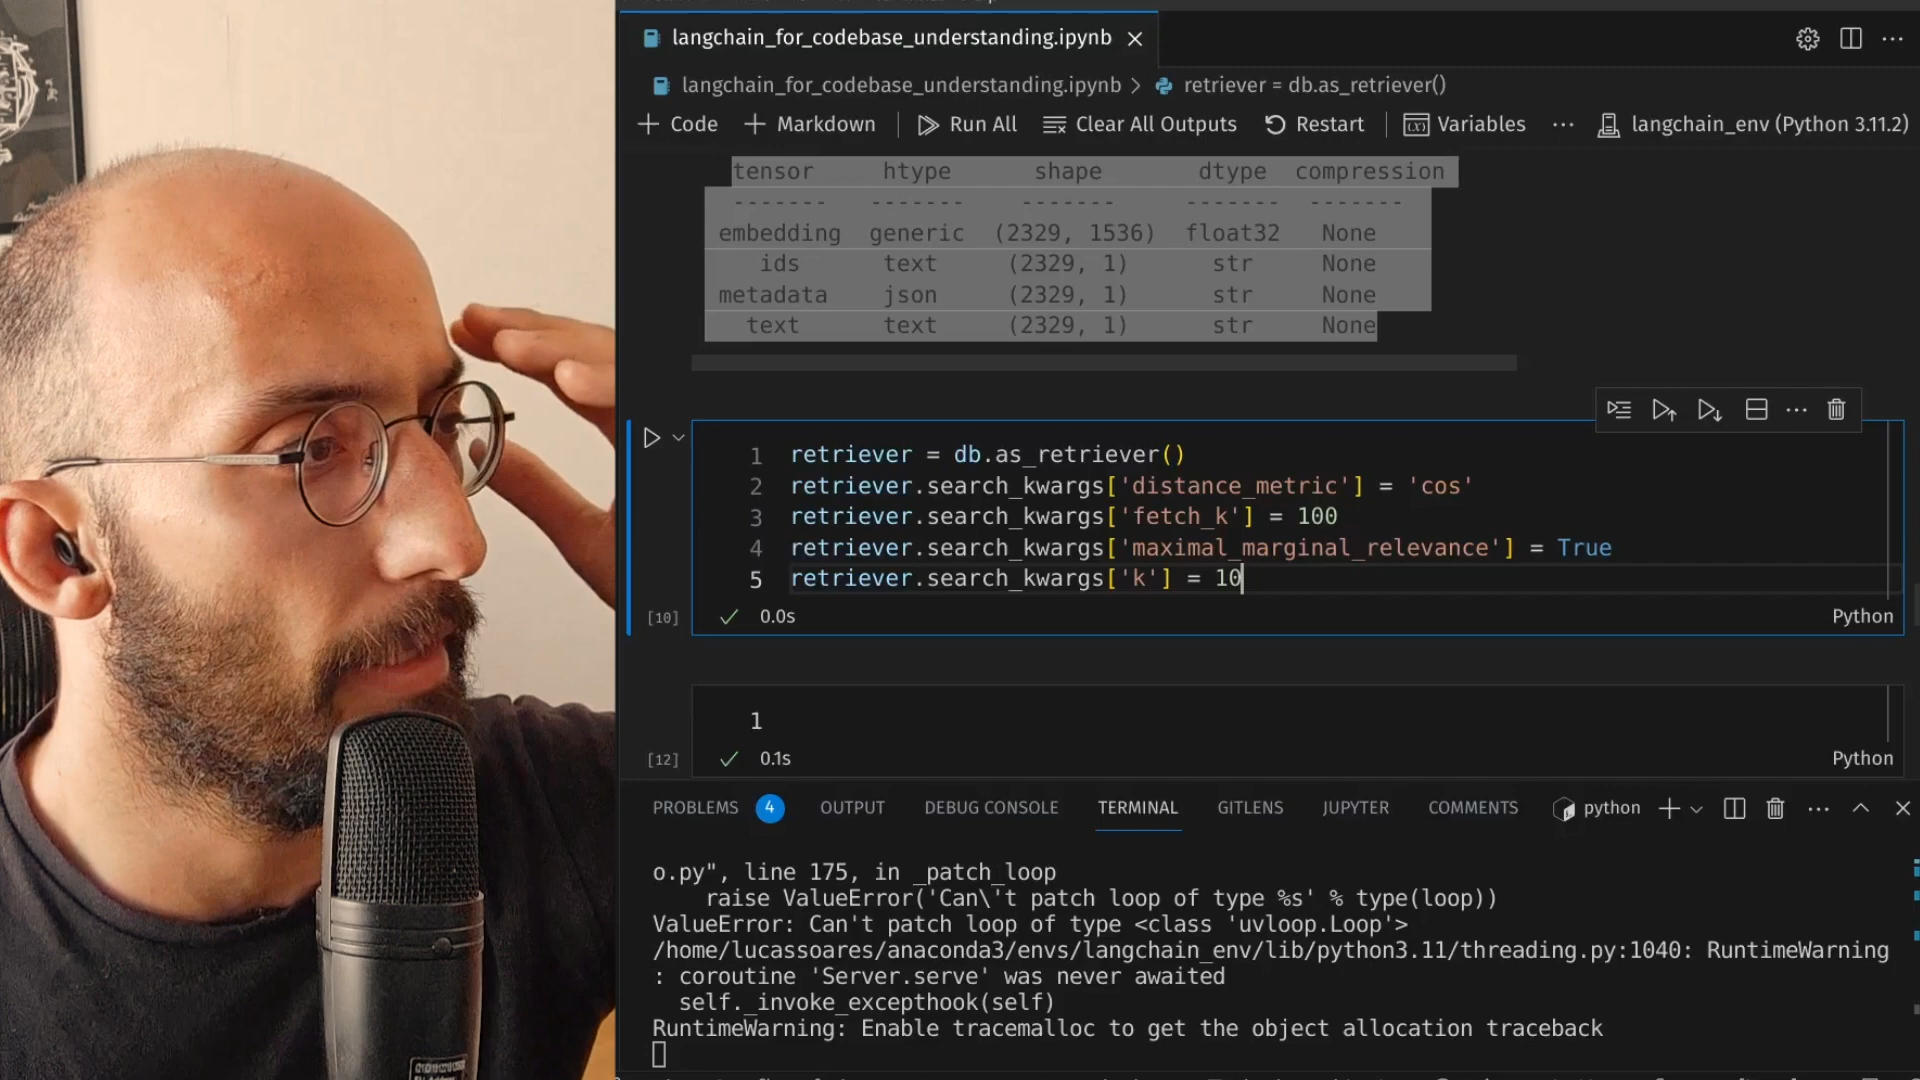 langchain_for_codebase_understanding.ipynb
langchain_for_codebase_understanding.ipynb > retriever = db.as_retriever()
+ Code + Markdown Run All Clear All Outputs Restart Variables ... langchain_env (Python 3.11.2)
tensor htype shape dtype compression
------- ------- ------- ------- -------
embedding generic (2329, 1536) float32 None
ids text (2329, 1) str None
metadata json (2329, 1) str None
text text (2329, 1) str None
1 retriever = db.as_retriever()
2 retriever.search_kwargs['distance_metric'] = 'cos'
3 retriever.search_kwargs['fetch_k'] = 100
4 retriever.search_kwargs['maximal_marginal_relevance'] = True
5 retriever.search_kwargs['k'] = 10
[10] 0.0s Python
1
[12] 0.1s Python
PROBLEMS 4 OUTPUT DEBUG CONSOLE TERMINAL GITLENS JUPYTER COMMENTS python
o.py", line 175, in _patch_loop
raise ValueError('Can\'t patch loop of type %s' % type(loop))
ValueError: Can't patch loop of type <class 'uvloop.Loop'>
/home/lucassoares/anaconda3/envs/langchain_env/lib/python3.11/threading.py:1040: RuntimeWarning
: coroutine 'Server.serve' was never awaited
self._invoke_excepthook(self)
RuntimeWarning: Enable tracemalloc to get the object allocation traceback